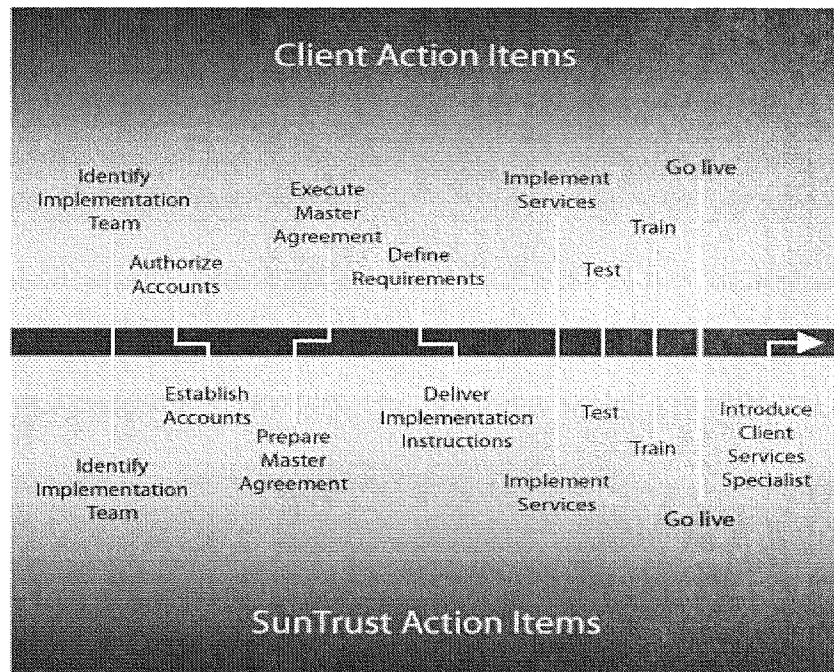 Client Action Items
Identify
Implementation
Team
Authorize
Accounts
Execute
Master
Agreement
Define
Requirements
Implement
Services
Test
Train
Go live
Identify
Implementation
Team
Establish
Accounts
Prepare
Master
Agreement
Deliver
Implementation
Instructions
Implement
Services
Test
Train
Go live
Introduce
Client
Services
Specialist
SunTrust Action Items